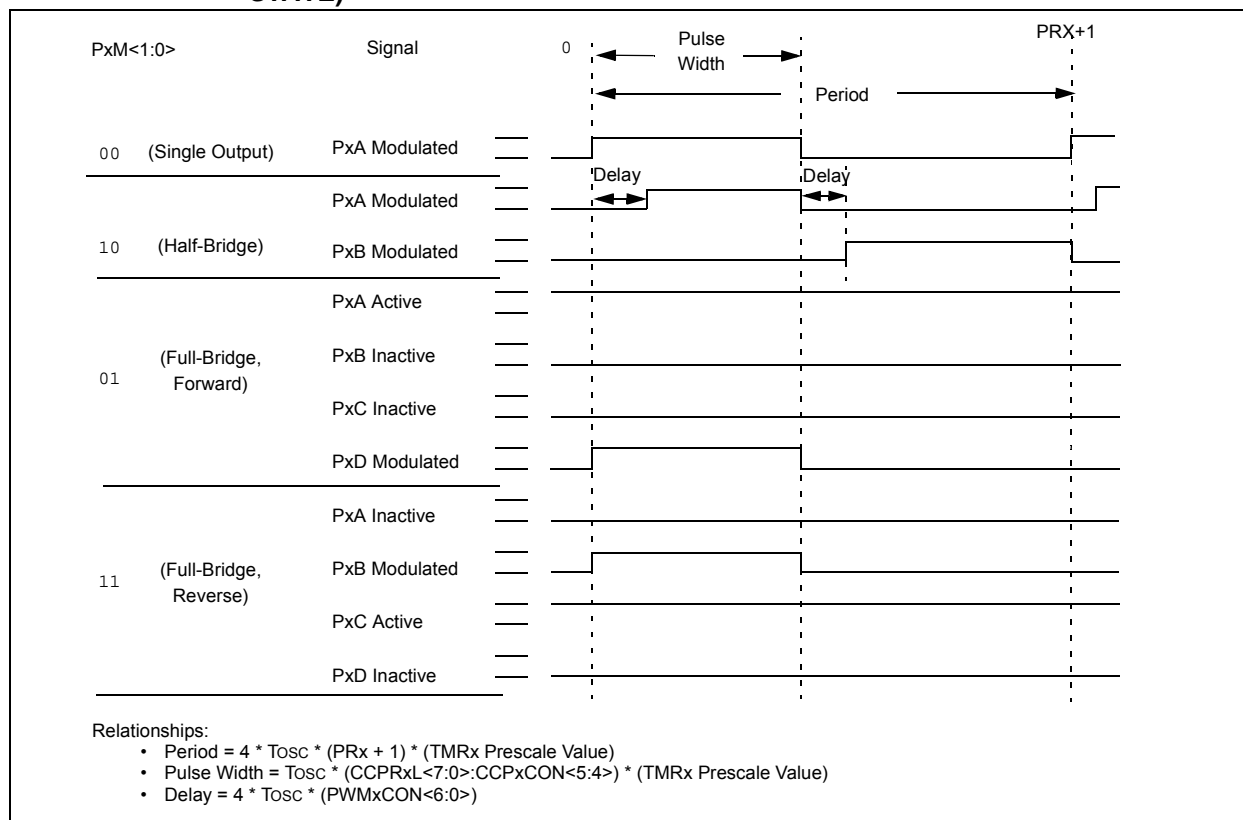 PxM<1:0>
Signal
0
Pulse
Width
PRX+1
Period
00 (Single Output) PxA Modulated
Delay
Delay
PxA Modulated
10 (Half-Bridge) PxB Modulated
PxA Active
PxB Inactive
01 (Full-Bridge,
Forward)
PxC Inactive
PxD Modulated
PxA Inactive
11 (Full-Bridge,
Reverse)
PxB Modulated
PxC Active
PxD Inactive
Relationships:
• Period = 4 * TOSC * (PRx + 1) * (TMRx Prescale Value)
• Pulse Width = TOSC * (CCPRxL<7:0>:CCPxCON<5:4>) * (TMRx Prescale Value)
• Delay = 4 * TOSC * (PWMxCON<6:0>)